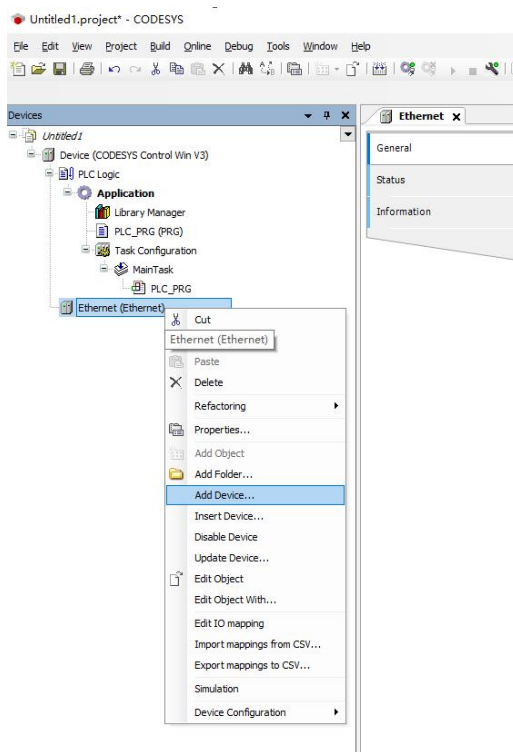 Untitled1.project* - CODESYS
File Edit View Project Build Online Debug Tools Window Help
Devices
Untitled1
Device (CODESYS Control Win V3)
PLC Logic
Application
Library Manager
PLC_PRG (PRG)
Task Configuration
MainTask
PLC_PRG
Ethernet (Ethernet)
Cut
Ethernet (Ethernet)
Paste
Delete
Refactoring
Properties...
Add Object
Add Folder...
Add Device...
Insert Device...
Disable Device
Update Device...
Edit Object
Edit Object With...
Edit IO mapping
Import mappings from CSV...
Export mappings to CSV...
Simulation
Device Configuration
Ethernet
General
Status
Information